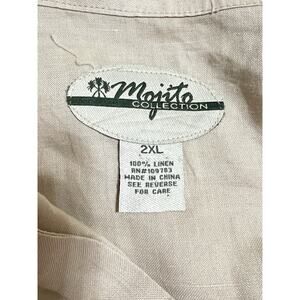 Mojito
COLLECTION
2XL
100% LINEN
RN#109783
MADE IN CHINA
SEE REVERSE
FOR CARE